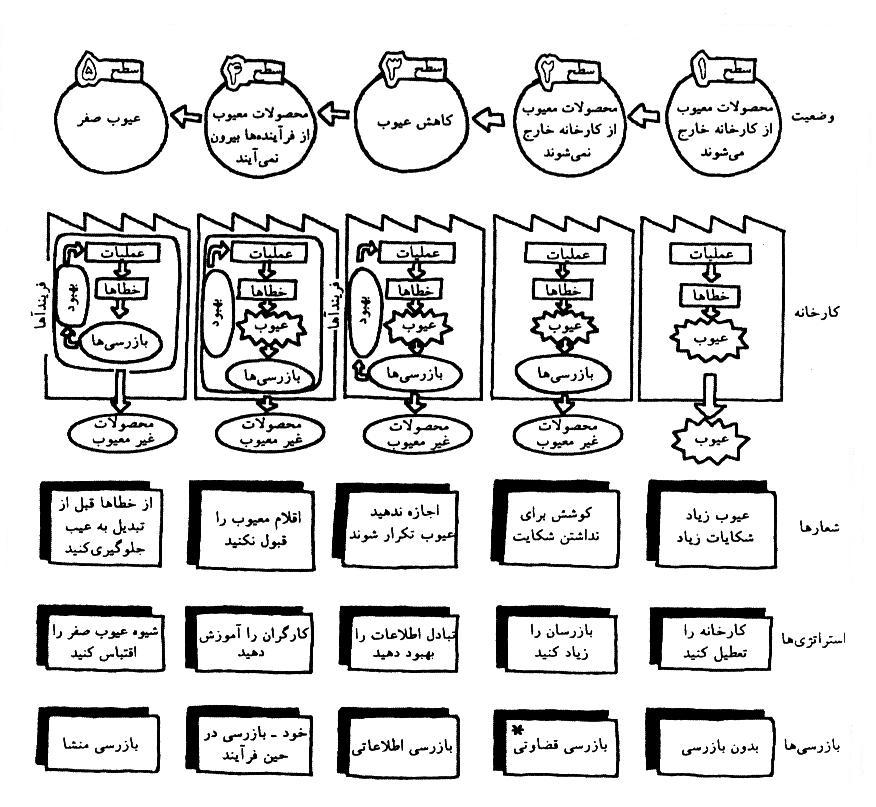 سطح ۱
سطح ۲
سطح ۳
سطح ۴
سطح ۵
وضعیت
محصولات معیوب
از کارخانه خارج
می‌شوند
محصولات معیوب
از کارخانه خارج
نمی‌شوند
کاهش عیوب
محصولات معیوب
از فرآینده‌ها بیرون
نمی‌آیند
عیوب صفر
کارخانه
عملیات
خطاها
عیوب
عیوب
عملیات
خطاها
عیوب
بازرسی‌ها
محصولات
غیر معیوب
عملیات
خطاها
عیوب
بازرسی‌ها
بهبود
محصولات
غیر معیوب
فریندآها
عملیات
خطاها
عیوب
بازرسی‌ها
بهبود
محصولات
غیر معیوب
عملیات
خطاها
بازرسی‌ها
بهبود
فریندآها
محصولات
غیر معیوب
شعارها
عیوب زیاد
شکایات زیاد
کوشش برای
نداشتن شکایت
اجازه ندهید
عیوب تکرار شوند
اقلام معیوب را
قبول نکنید
از خطاها قبل از
تبدیل به عیب
جلوگیری‌کنید
استراتژی‌ها
کارخانه را
تعطیل کنید
بازرسان را
زیاد کنید
تبادل اطلاعات را
بهبود دهید
کارگران را آموزش
دهید
شیوه عیوب صفر را
اقتباس کنید
بازرسی‌ها
بدون بازرسی
*
بازرسی قضاوتی
بازرسی اطلاعاتی
خود ـ بازرسی در
حین فرآیند
بازرسی منشا